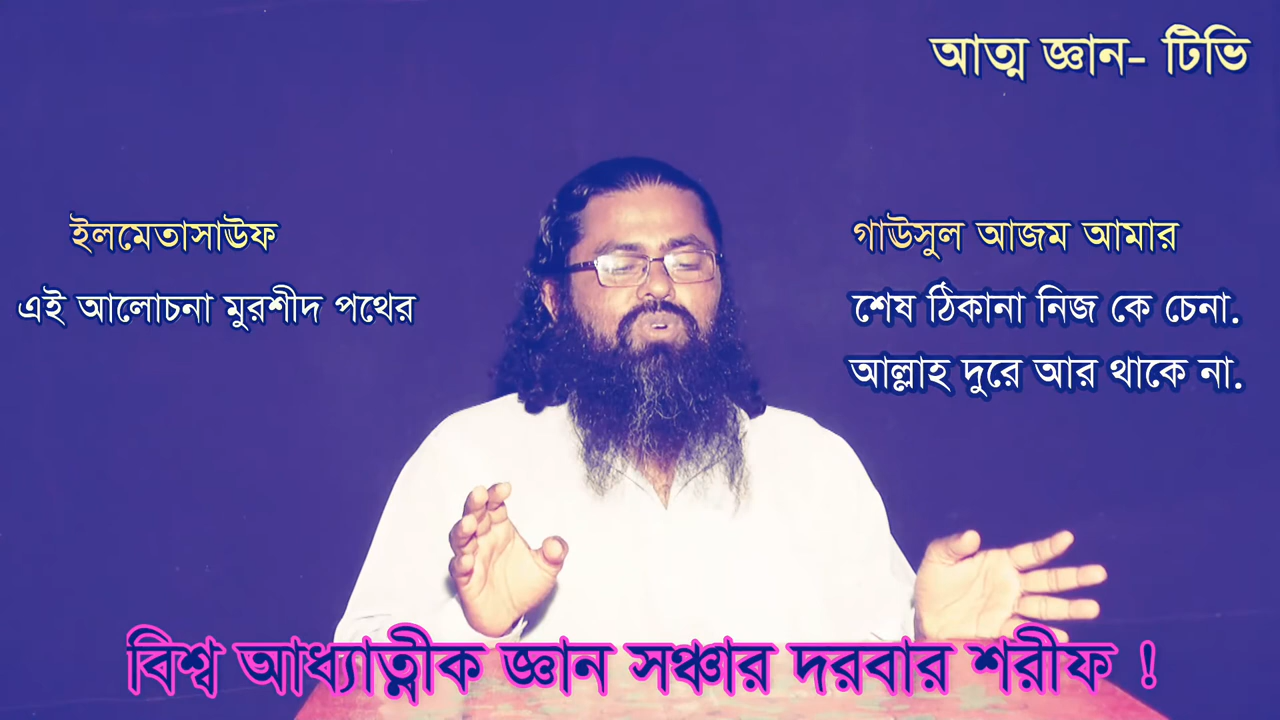 আত্ম জ্ঞান- টিভি
ইলমেতাসাউফ
এই আলোচনা মুরশীদ পথের
গাউসুল আজম আমার
শেষ ঠিকানা নিজ কে চেনা.
আল্লাহ দুরে আর থাকে না.
বিশ্ব আধ্যাত্নীক জ্ঞান সঞ্চার দরবার শরীফ !